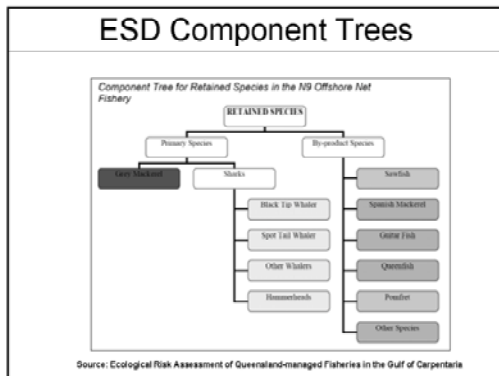 ESD Component Trees
Component Tree for Retained Species in the N9 Offshore Net
Fishery
RETAINED SPECIES
Primary Species
By-product Species
Grey Mackerel
Sharks
Sawfish
Black Tip Whaler
Spanish Mackerel
Spot Tail Whaler
Guitar Fish
Other Whalers
Queenfish
Hammerheads
Pomfret
Other Species
Source: Ecological Risk Assessment of Queensland-managed Fisheries in the Gulf of Carpentaria